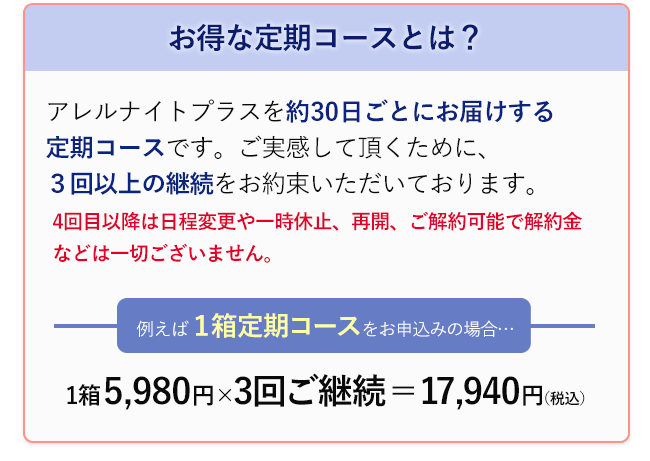 お得な定期コースとは？
アレルナイトプラスを約30日ごとにお届けする
定期コースです。ご実感して頂くために、
３回以上の継続をお約束いただいております。
4回目以降は日程変更や一時休止、再開、ご解約可能で解約金
などは一切ございません。
例えば１箱定期コースをお申込みの場合…
1箱5,980円×3回ご継続＝17,940円(税込)